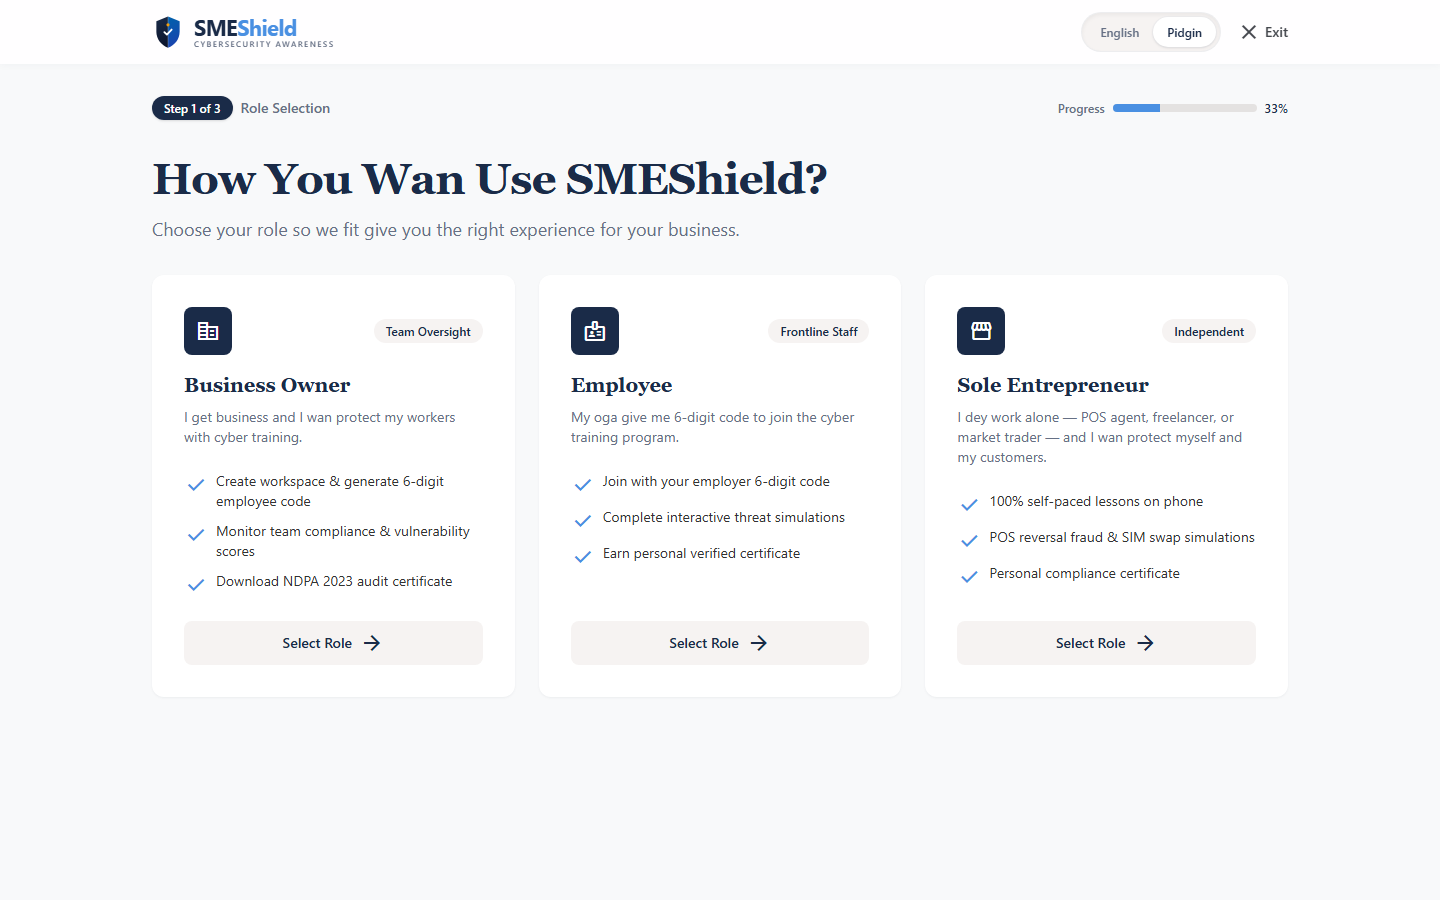 SMEShield
CYBERSECURITY AWARENESS
English
Pidgin
Exit
Step 1 of 3
Role Selection
Progress
33%
How You Wan Use SMEShield?
Choose your role so we fit give you the right experience for your business.
Team Oversight
Business Owner
I get business and I wan protect my workers
with cyber training.
Create workspace & generate 6-digit
employee code
Monitor team compliance & vulnerability
scores
Download NDPA 2023 audit certificate
Select Role
Frontline Staff
Employee
My oga give me 6-digit code to join the cyber
training program.
Join with your employer 6-digit code
Complete interactive threat simulations
Earn personal verified certificate
Select Role
Independent
Sole Entrepreneur
I dey work alone — POS agent, freelancer, or
market trader — and I wan protect myself and
my customers.
100% self-paced lessons on phone
POS reversal fraud & SIM swap simulations
Personal compliance certificate
Select Role